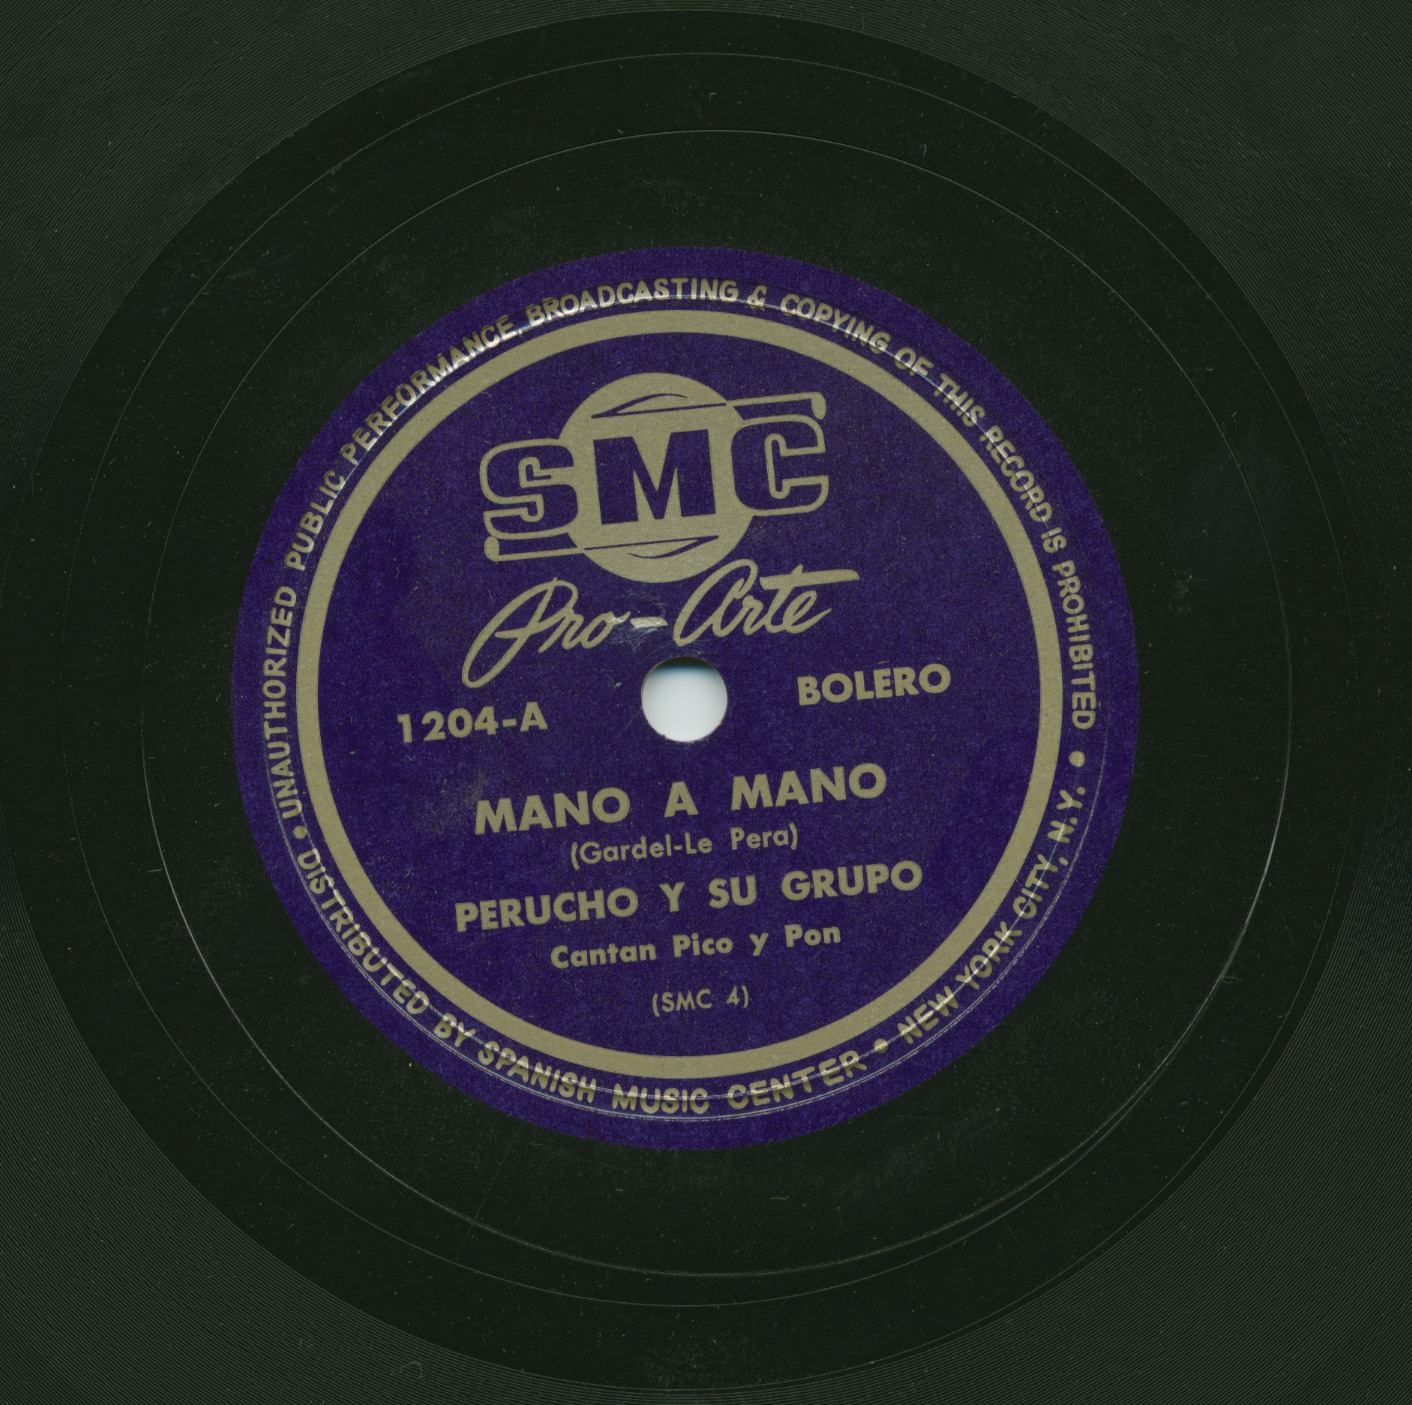 UNAUTHORIZED PUBLIC PERFORMANCE, BROADCASTING & COPYING OF THIS RECORD IS PROHIBITED
SMC
Pro-Arte
1204-A
BOLERO
MANO A MANO
(Gardel-Le Pera)
PERUCHO Y SU GRUPO
Cantan Pico y Pon
(SMC 4)
• DISTRIBUTED BY SPANISH MUSIC CENTER • NEW YORK CITY, N.Y. •